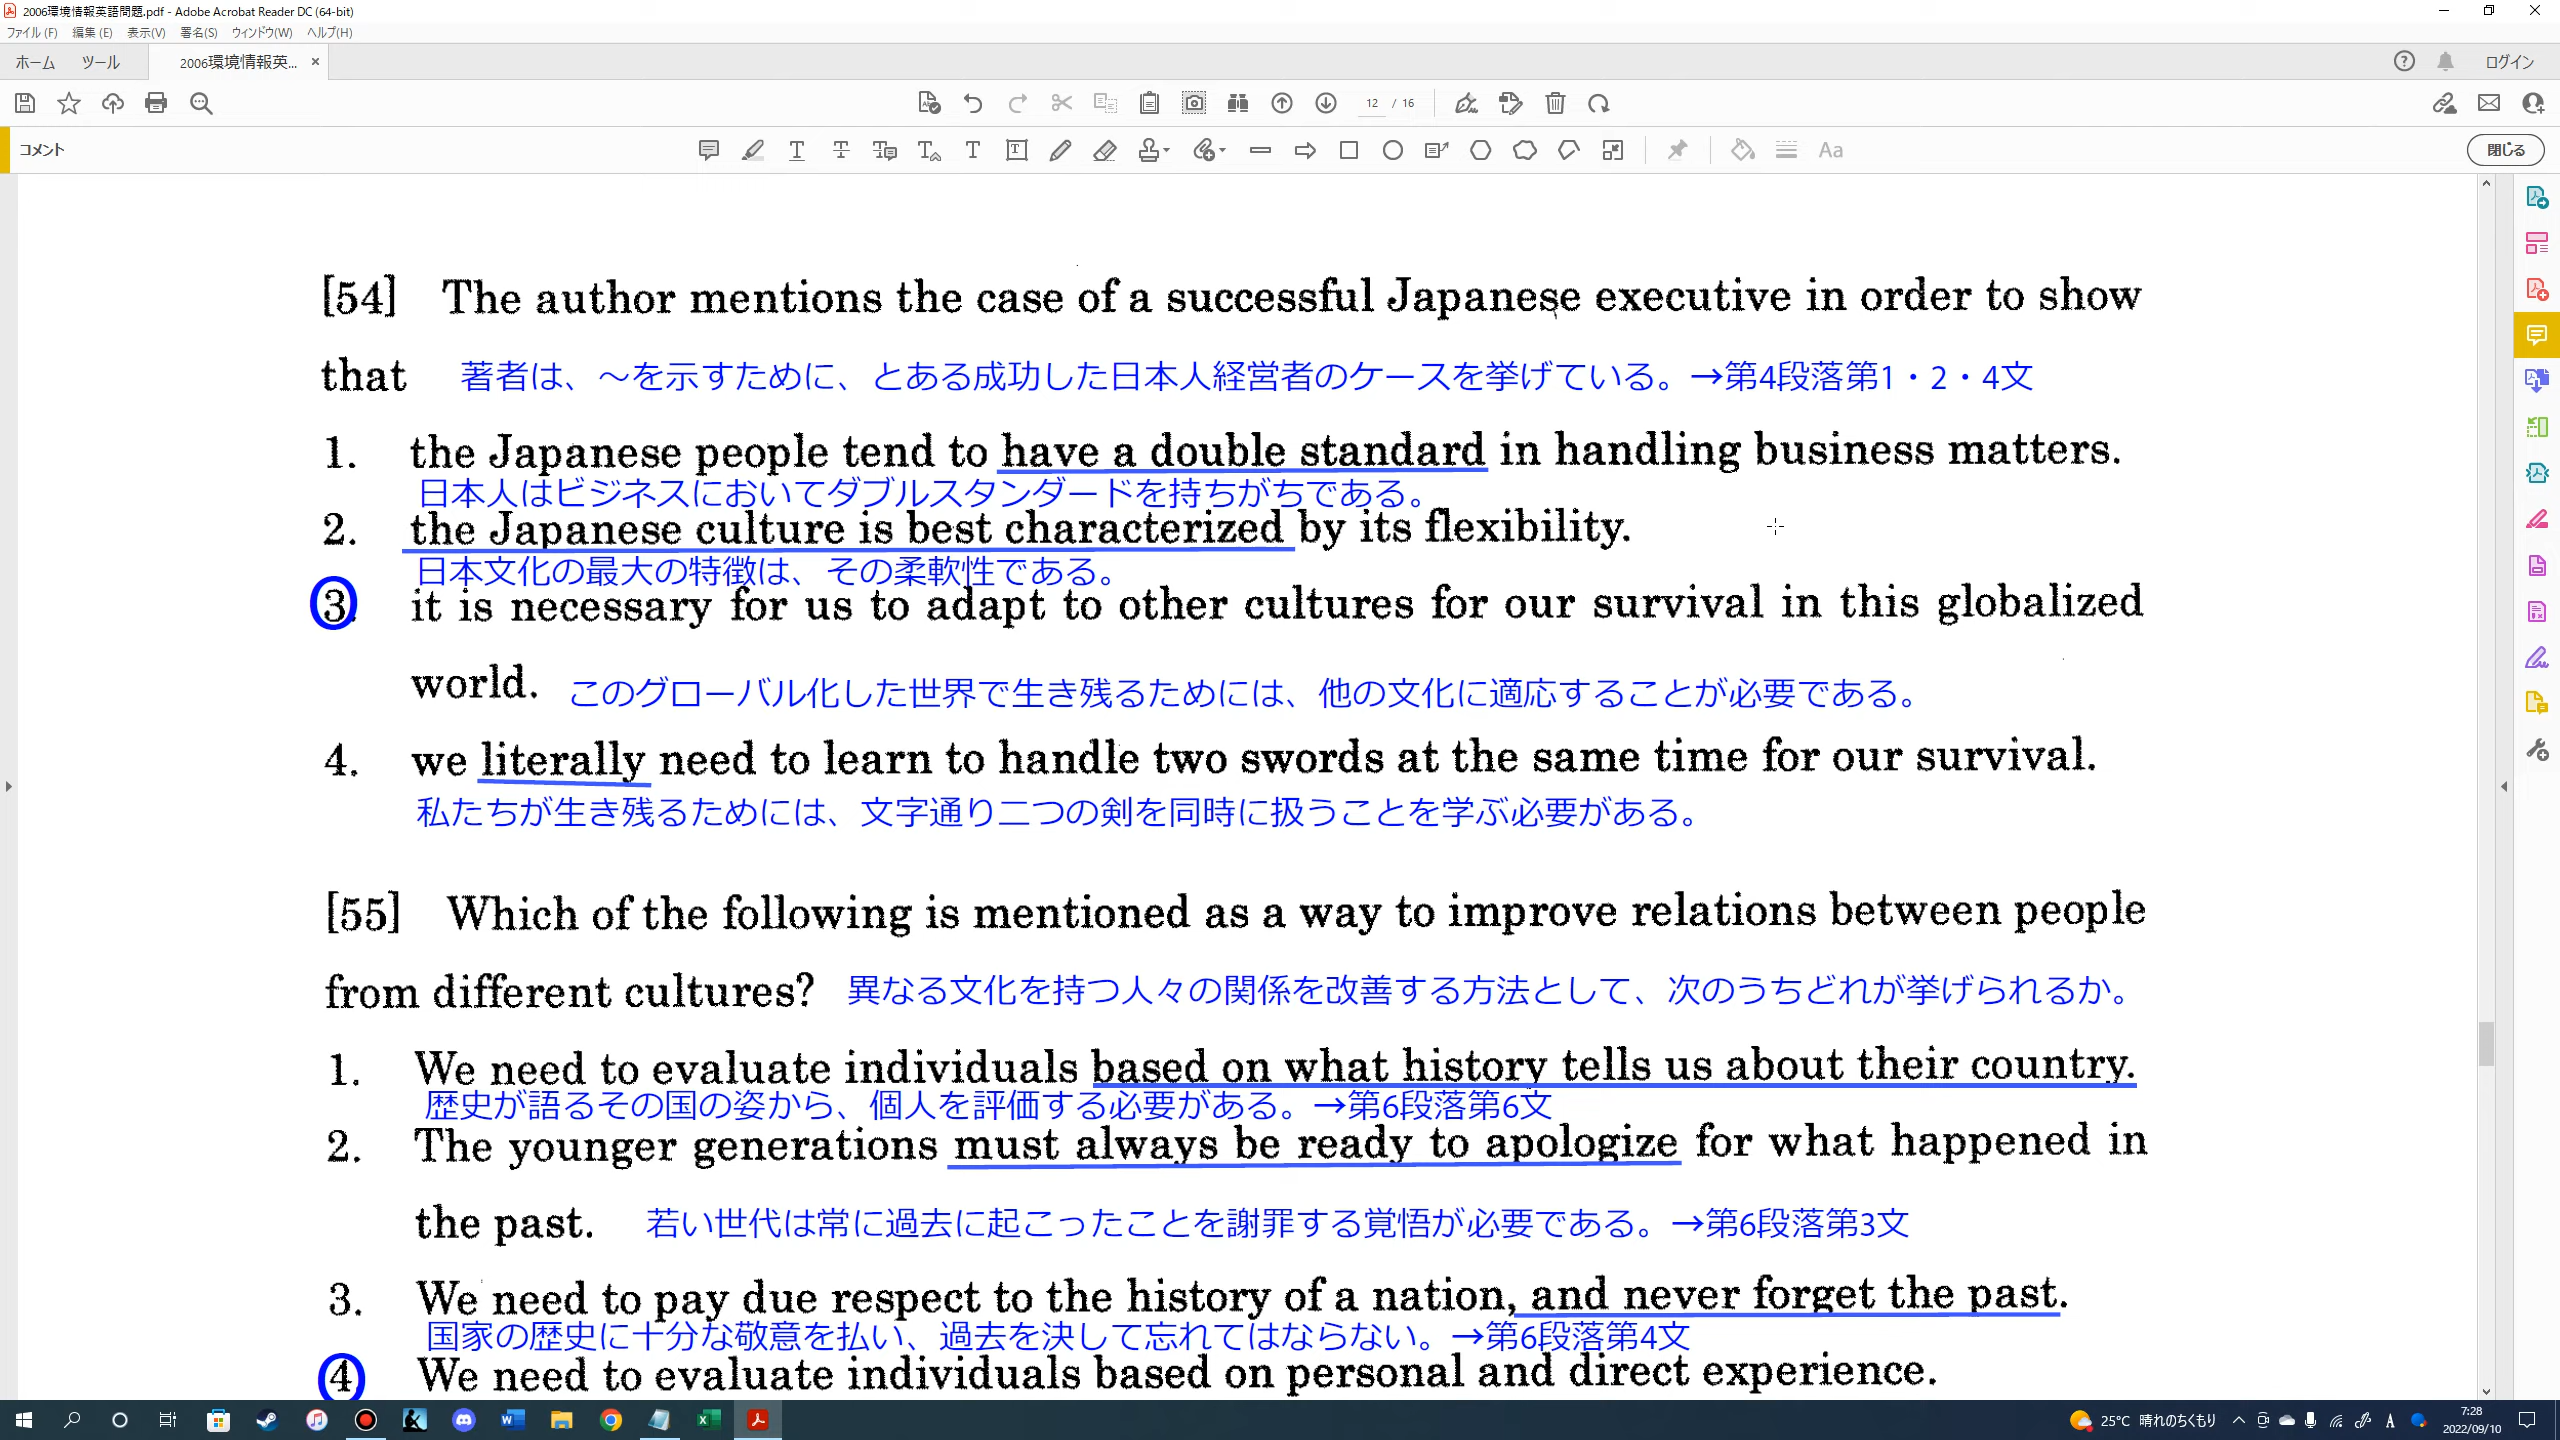 2006環境情報英語問題.pdf - Adobe Acrobat Reader DC (64-bit)
ファイル(F) 編集(E) 表示(V) 署名(S) ウィンドウ(W) ヘルプ(H)
ホーム ツール 2006環境情報英... × ログイン
12 / 16
コメント 閉じる
[54] The author mentions the case of a successful Japanese executive in order to show
that 著者は、～を示すために、とある成功した日本人経営者のケースを挙げている。→第4段落第1・2・4文
1. the Japanese people tend to have a double standard in handling business matters.
日本人はビジネスにおいてダブルスタンダードを持ちがちである。
2. the Japanese culture is best characterized by its flexibility.
日本文化の最大の特徴は、その柔軟性である。
3. it is necessary for us to adapt to other cultures for our survival in this globalized
world. このグローバル化した世界で生き残るためには、他の文化に適応することが必要である。
4. we literally need to learn to handle two swords at the same time for our survival.
私たちが生き残るためには、文字通り二つの剣を同時に扱うことを学ぶ必要がある。
[55] Which of the following is mentioned as a way to improve relations between people
from different cultures? 異なる文化を持つ人々の関係を改善する方法として、次のうちどれが挙げられるか。
1. We need to evaluate individuals based on what history tells us about their country.
歴史が語るその国の姿から、個人を評価する必要がある。→第6段落第6文
2. The younger generations must always be ready to apologize for what happened in
the past. 若い世代は常に過去に起こったことを謝罪する覚悟が必要である。→第6段落第3文
3. We need to pay due respect to the history of a nation, and never forget the past.
国家の歴史に十分な敬意を払い、過去を決して忘れてはならない。→第6段落第4文
4 We need to evaluate individuals based on personal and direct experience.
25°C 晴れのちくもり A 7:28
2022/09/10